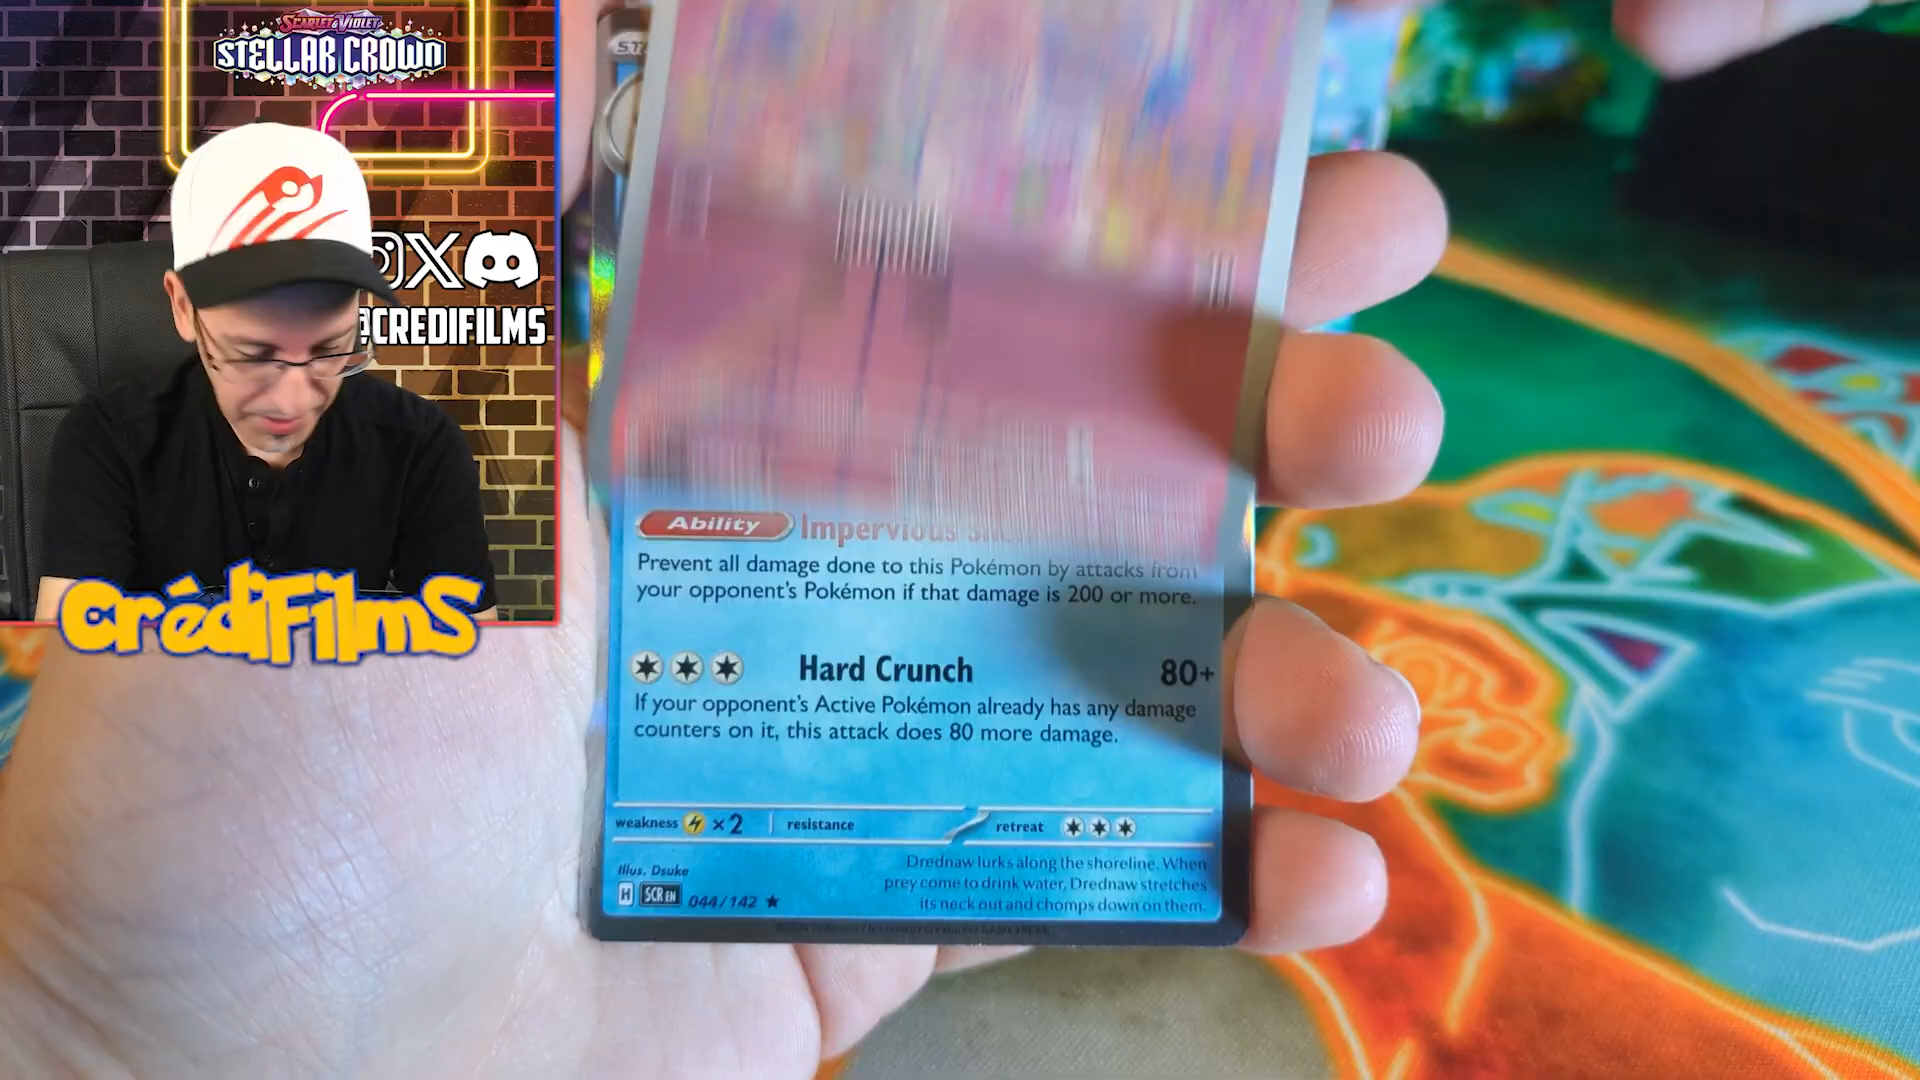 SCARLET & VIOLET
STELLAR CROWN
@CREDIFILMS
crédiFilmS
ST
Ability Impervious
Prevent all damage done to this Pokémon by attacks from
your opponent's Pokémon if that damage is 200 or more.
Hard Crunch 80+
If your opponent's Active Pokémon already has any damage
counters on it, this attack does 80 more damage.
weakness ×2 resistance retreat
Illus. Dsuke
Drednaw lurks along the shoreline. When
prey come to drink water, Drednaw stretches
its neck out and chomps down on them.
H SCR EN 044/142